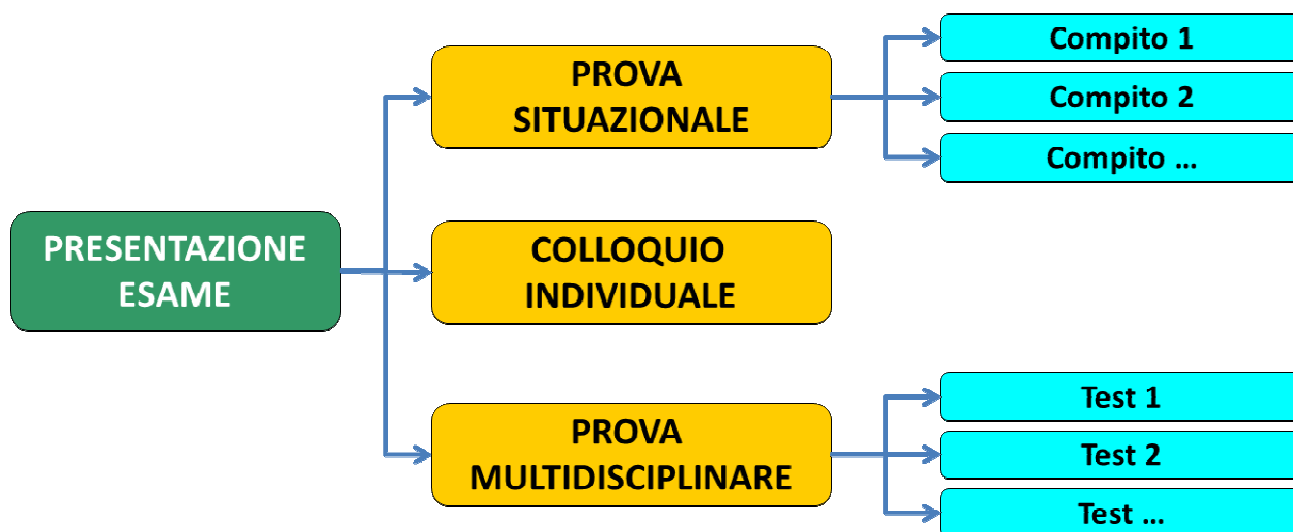 PRESENTAZIONE
ESAME
PROVA
SITUAZIONALE
Compito 1
Compito 2
Compito ...
COLLOQUIO
INDIVIDUALE
PROVA
MULTIDISCIPLINARE
Test 1
Test 2
Test ...